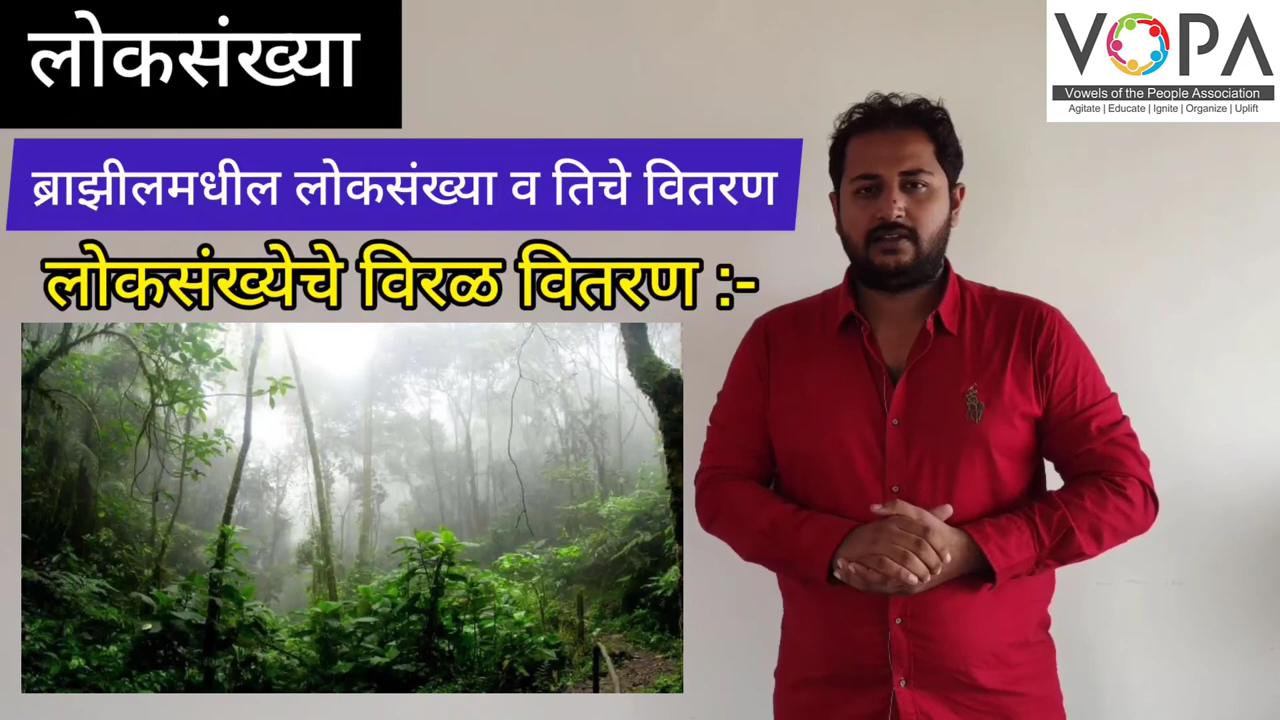 लोकसंख्या
VOPA
Vowels of the People Association
Agitate | Educate | Ignite | Organize | Uplift
ब्राझीलमधील लोकसंख्या व तिचे वितरण
लोकसंख्येचे विरळ वितरण :-